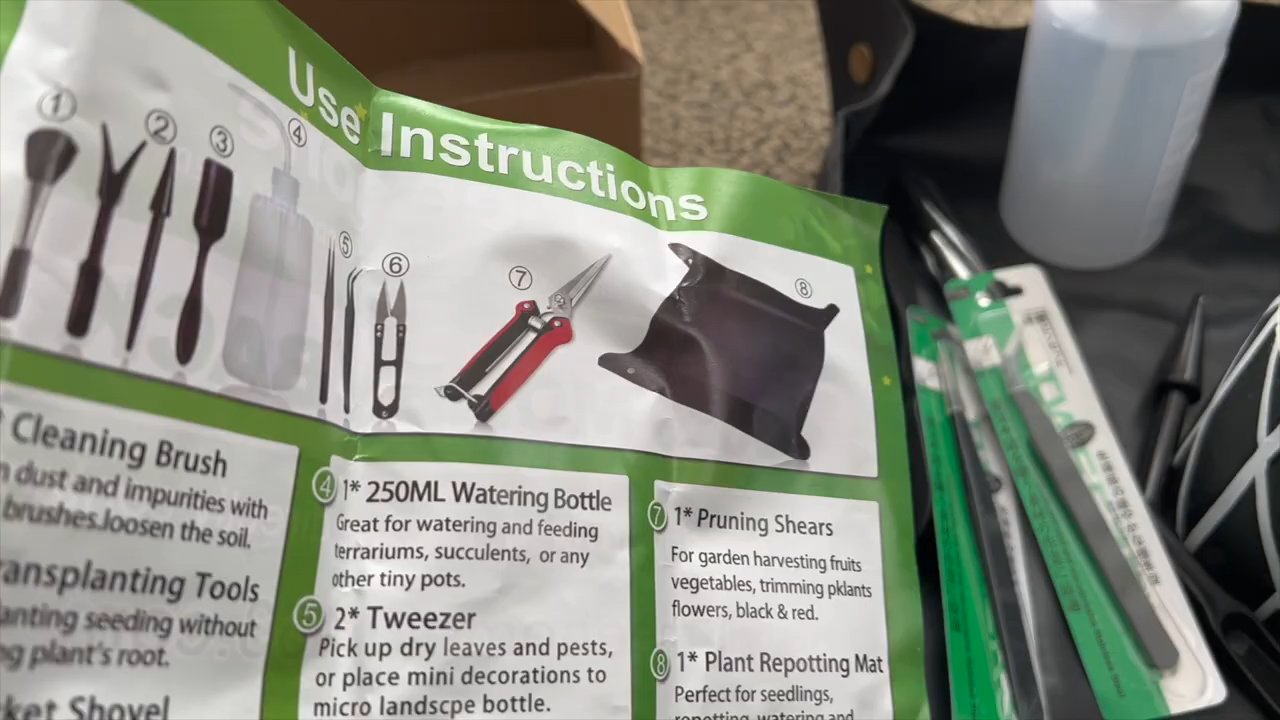 Use Instructions
① ② ③ ④ ⑤ ⑥ ⑦ ⑧
Cleaning Brush
dust and impurities with
brushes.loosen the soil.
Transplanting Tools
seeding without
plant's root.
Shovel
④ 1* 250ML Watering Bottle
Great for watering and feeding
terrariums, succulents, or any
other tiny pots.
⑤ 2* Tweezer
Pick up dry leaves and pests,
or place mini decorations to
micro landscpe bottle.
⑦ 1* Pruning Shears
For garden harvesting fruits
vegetables, trimming pklants
flowers, black & red.
⑧ 1* Plant Repotting Mat
Perfect for seedlings,
repotting, watering and